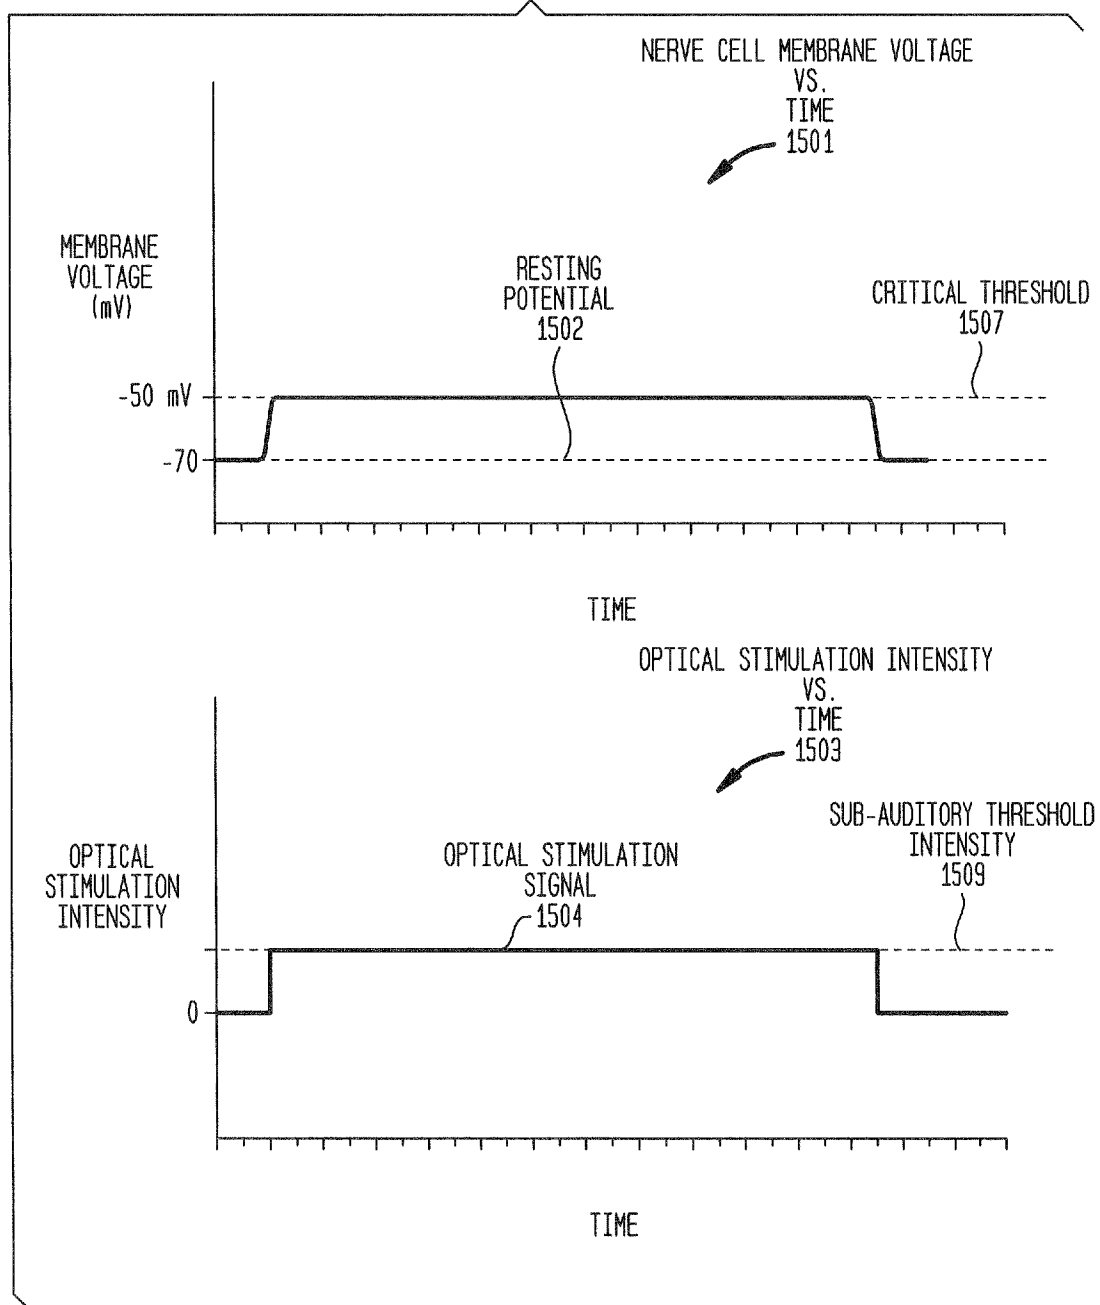 NERVE CELL MEMBRANE VOLTAGE
VS.
TIME
1501
MEMBRANE
VOLTAGE
(mV)
RESTING
POTENTIAL
1502
CRITICAL THRESHOLD
1507
-50 mV
-70
TIME
OPTICAL STIMULATION INTENSITY
VS.
TIME
1503
SUB-AUDITORY THRESHOLD
INTENSITY
1509
OPTICAL
STIMULATION
INTENSITY
OPTICAL STIMULATION
SIGNAL
1504
0
TIME